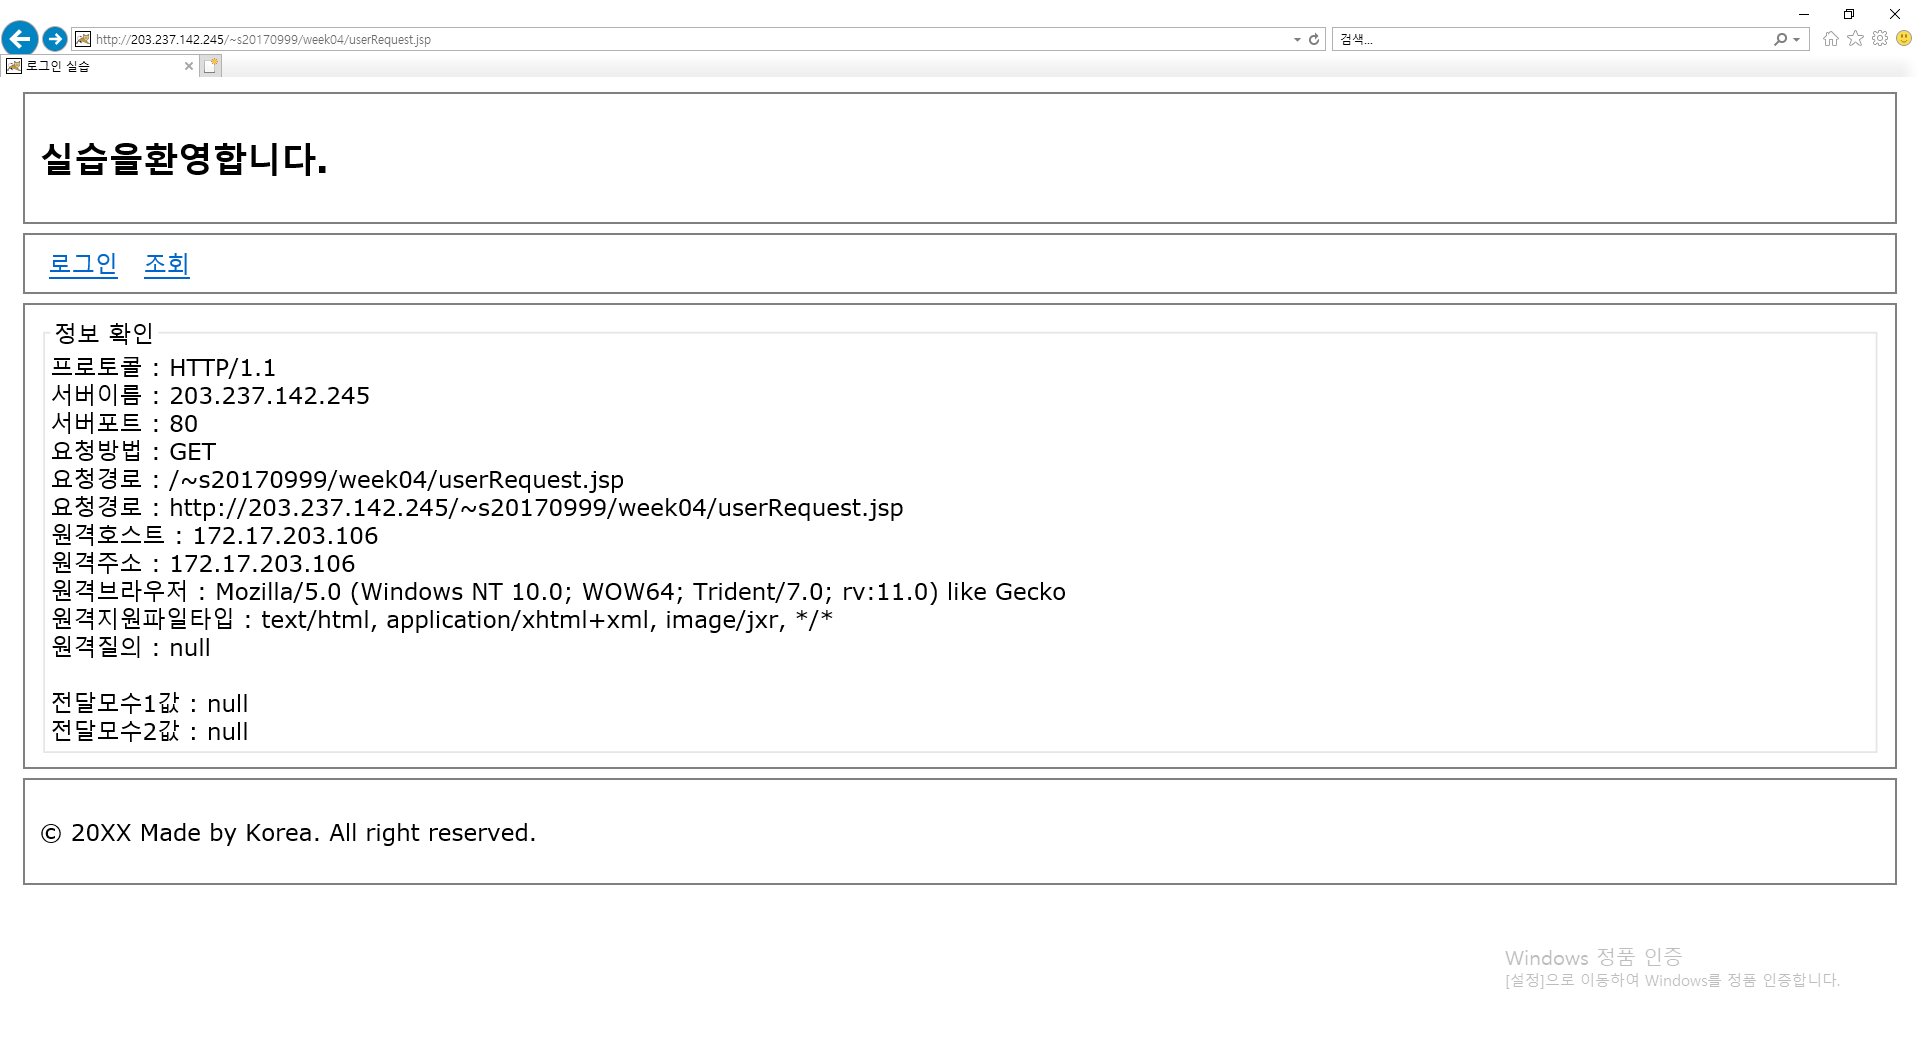 http://203.237.142.245/~s20170999/week04/userRequest.jsp
검색...
로그인 실습
실습을환영합니다.
로그인 조회
정보 확인
프로토콜 : HTTP/1.1
서버이름 : 203.237.142.245
서버포트 : 80
요청방법 : GET
요청경로 : /~s20170999/week04/userRequest.jsp
요청경로 : http://203.237.142.245/~s20170999/week04/userRequest.jsp
원격호스트 : 172.17.203.106
원격주소 : 172.17.203.106
원격브라우저 : Mozilla/5.0 (Windows NT 10.0; WOW64; Trident/7.0; rv:11.0) like Gecko
원격지원파일타입 : text/html, application/xhtml+xml, image/jxr, */*
원격질의 : null
전달모수1값 : null
전달모수2값 : null
© 20XX Made by Korea. All right reserved.
Windows 정품 인증
[설정]으로 이동하여 Windows를 정품 인증합니다.